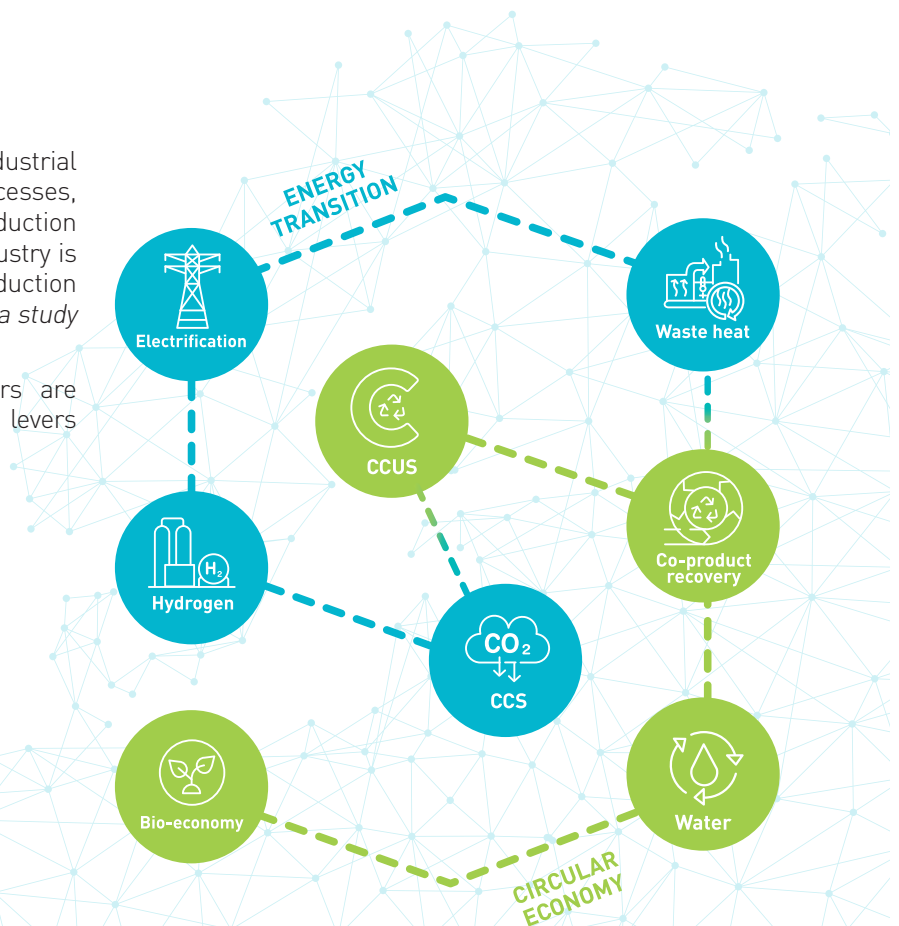 dustrial
cesses,
duction
ustry is
duction
a study
rs are
levers
ENERGY
TRANSITION
Electrification
Waste heat
CCUS
Co-product
recovery
H₂
Hydrogen
CO₂
CCS
Bio-economy
Water
CIRCULAR
ECONOMY